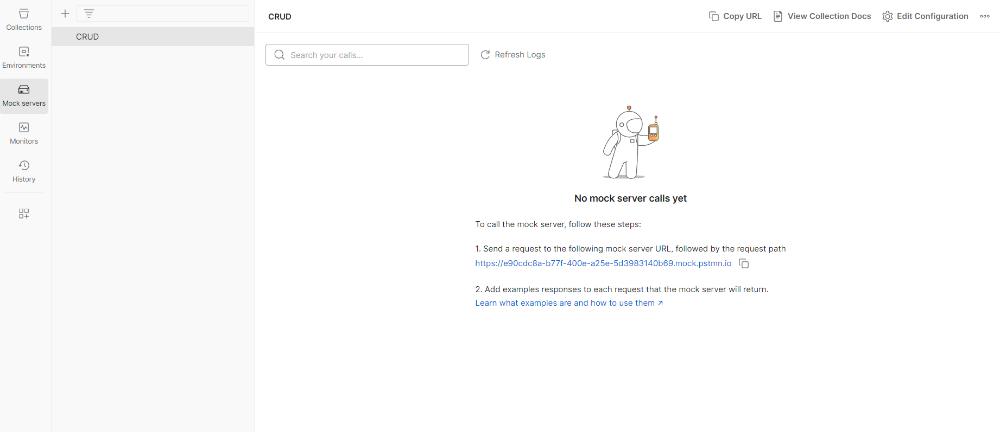 Collections
Environments
Mock servers
Monitors
History
CRUD
CRUD
Copy URL
View Collection Docs
Edit Configuration
Search your calls...
Refresh Logs
No mock server calls yet
To call the mock server, follow these steps:
1. Send a request to the following mock server URL, followed by the request path
https://e90cdc8a-b77f-400e-a25e-5d3983140b69.mock.pstmn.io
2. Add examples responses to each request that the mock server will return.
Learn what examples are and how to use them ↗